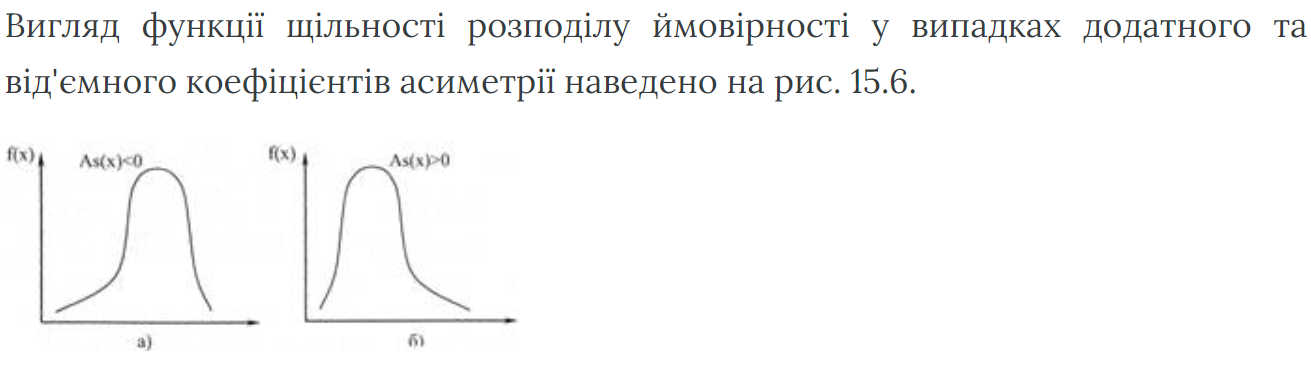 Вигляд функції щільності розподілу ймовірності у випадках додатного та
від'ємного коефіцієнтів асиметрії наведено на рис. 15.6.
f(x) As(x)<0 f(x) As(x)>0
а) б)